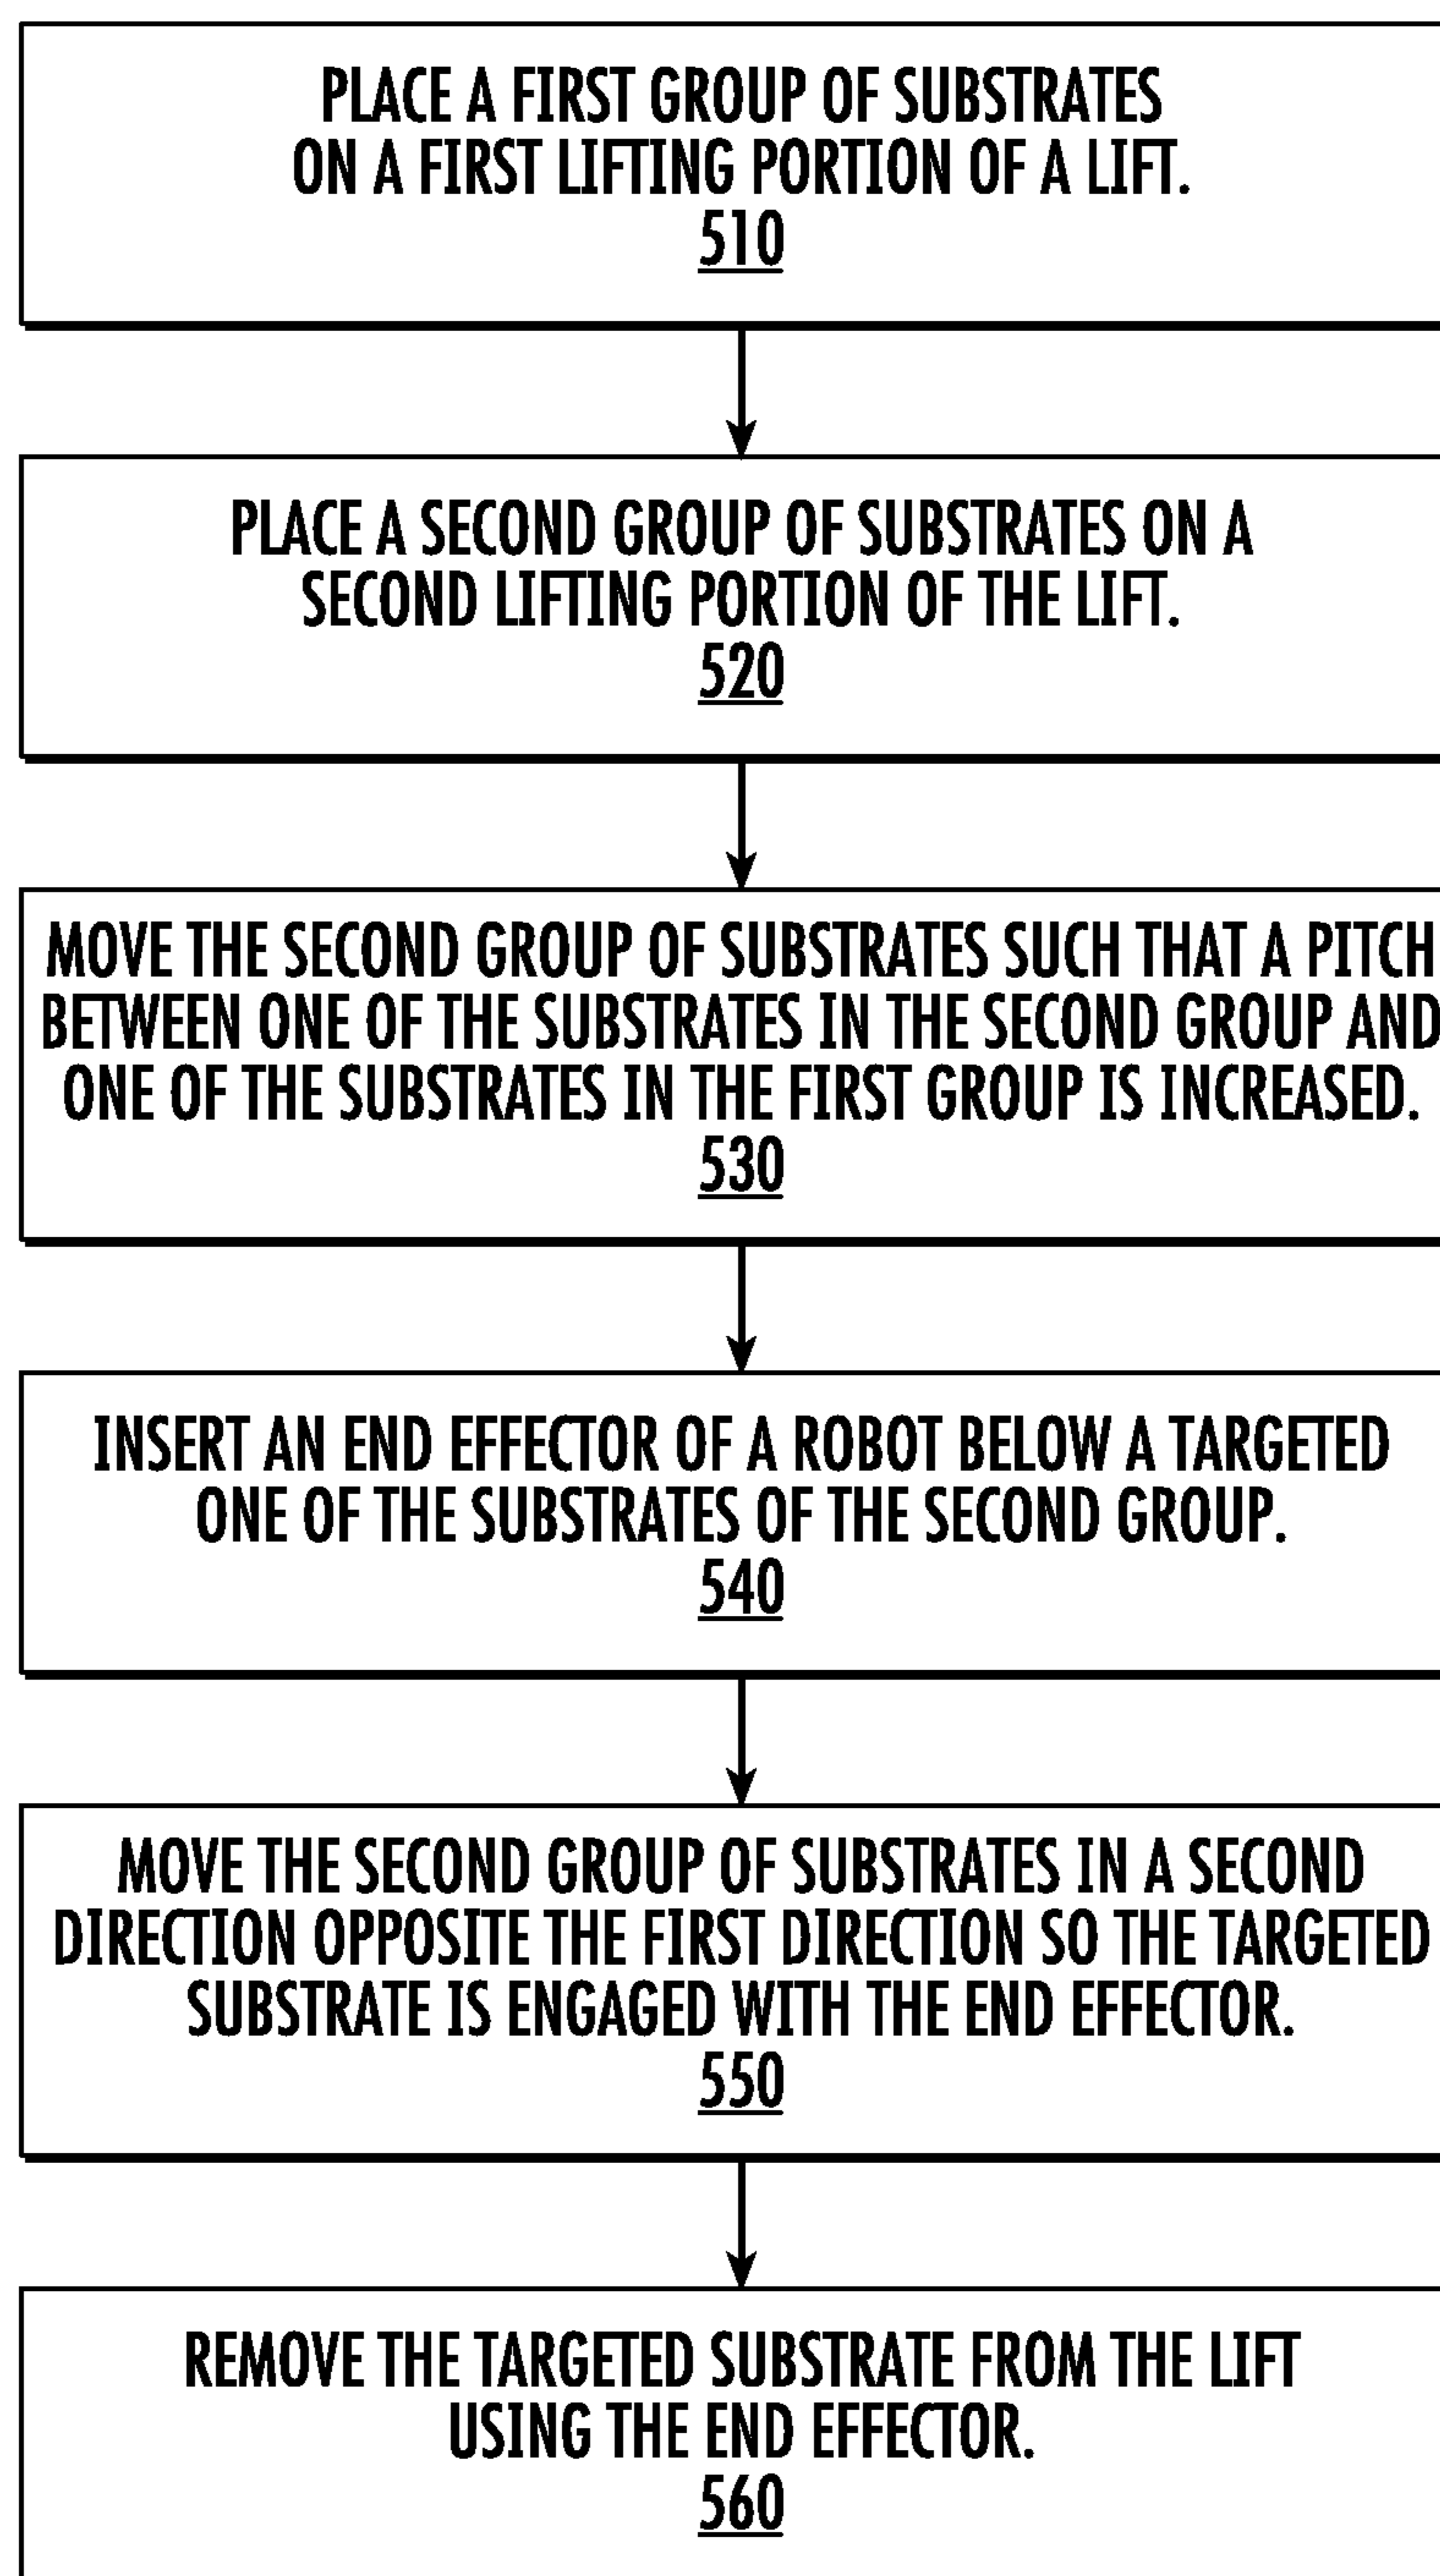 PLACE A FIRST GROUP OF SUBSTRATES
ON A FIRST LIFTING PORTION OF A LIFT.
510
PLACE A SECOND GROUP OF SUBSTRATES ON A
SECOND LIFTING PORTION OF THE LIFT.
520
MOVE THE SECOND GROUP OF SUBSTRATES SUCH THAT A PITCH
BETWEEN ONE OF THE SUBSTRATES IN THE SECOND GROUP AND
ONE OF THE SUBSTRATES IN THE FIRST GROUP IS INCREASED.
530
INSERT AN END EFFECTOR OF A ROBOT BELOW A TARGETED
ONE OF THE SUBSTRATES OF THE SECOND GROUP.
540
MOVE THE SECOND GROUP OF SUBSTRATES IN A SECOND
DIRECTION OPPOSITE THE FIRST DIRECTION SO THE TARGETED
SUBSTRATE IS ENGAGED WITH THE END EFFECTOR.
550
REMOVE THE TARGETED SUBSTRATE FROM THE LIFT
USING THE END EFFECTOR.
560